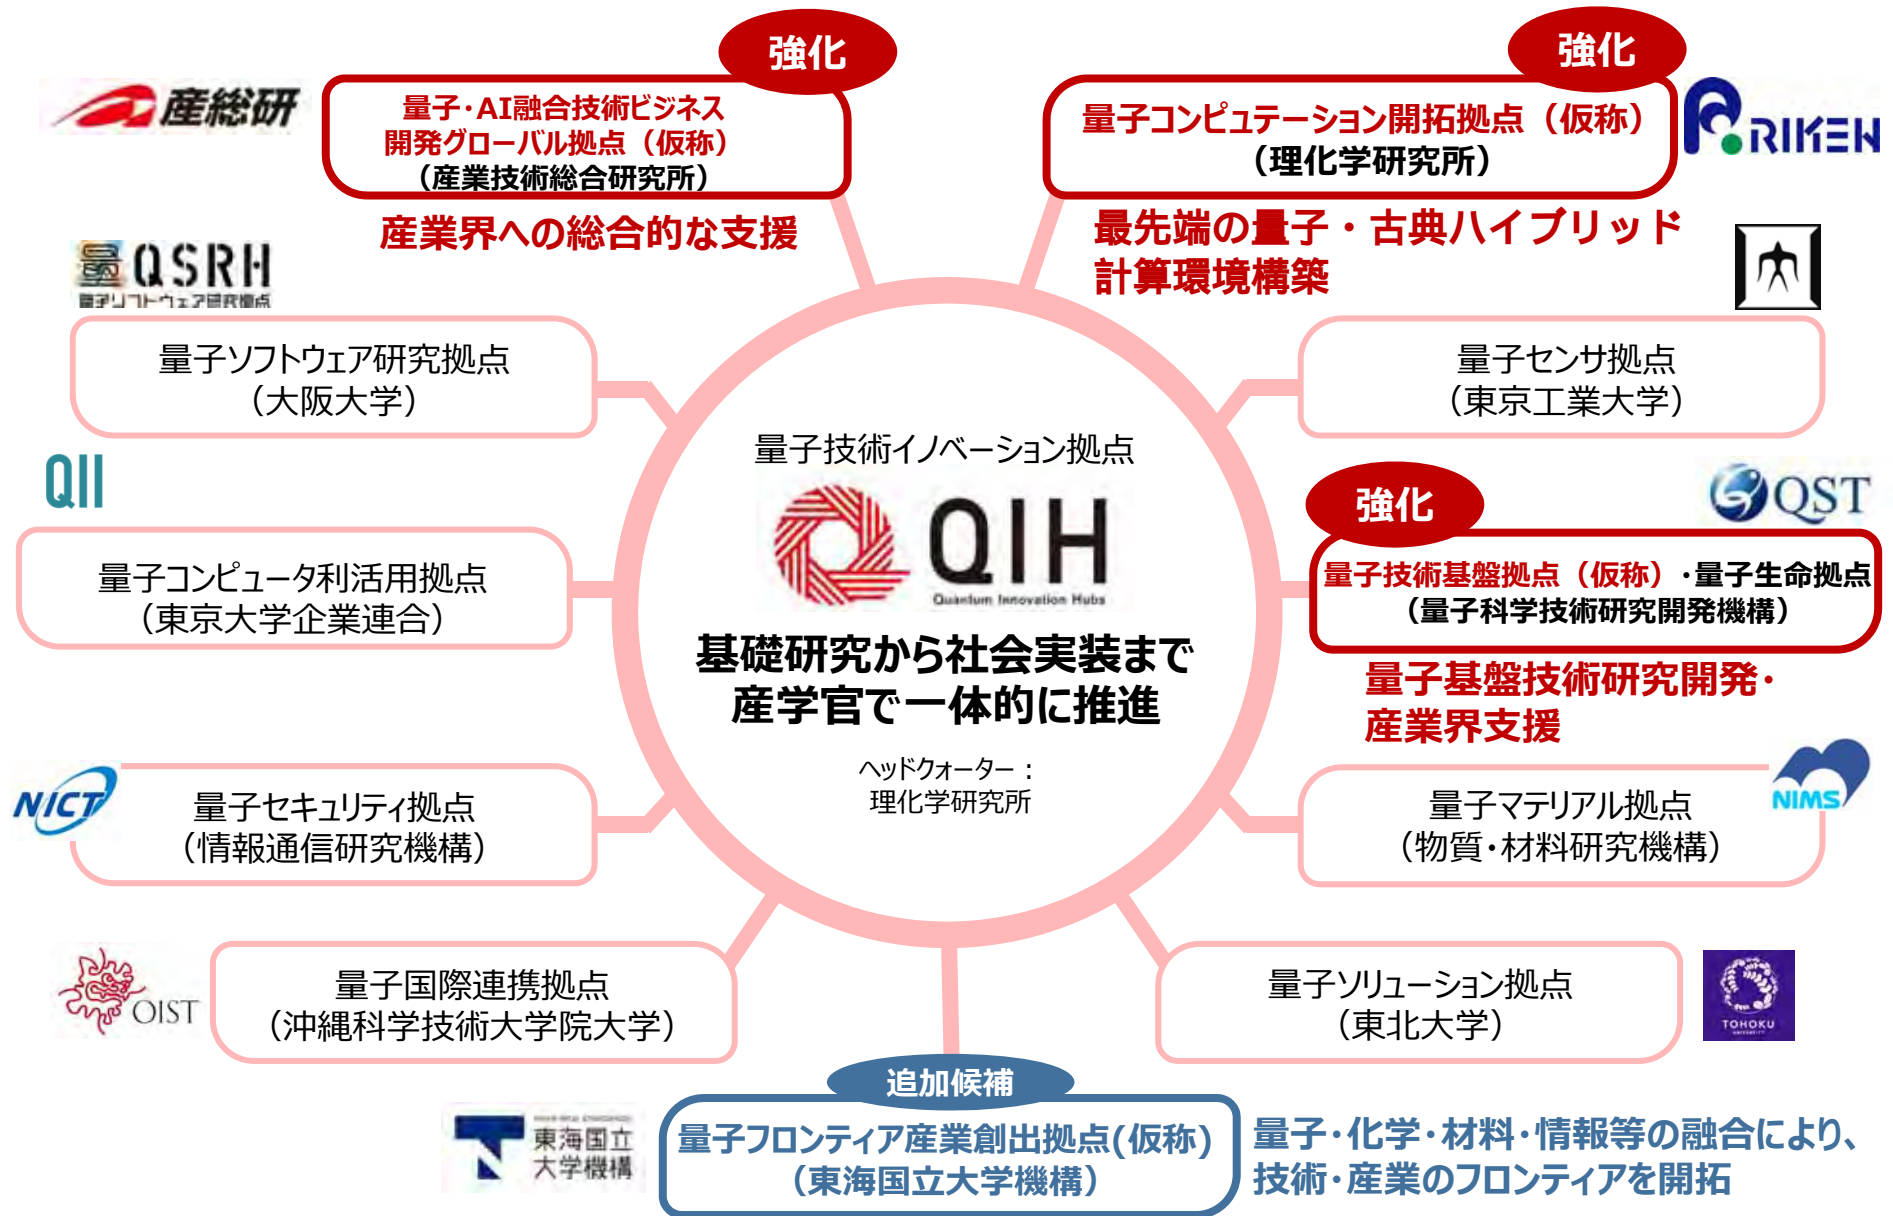 強化
産総研
量子・AI融合技術ビジネス
開発グローバル拠点（仮称）
（産業技術総合研究所）
産業界への総合的な支援
強化
量子コンピュテーション開拓拠点（仮称）
（理化学研究所）
RIKEN
最先端の量子・古典ハイブリッド
計算環境構築
量 QSRH
量子ソフトウェア研究拠点
量子ソフトウェア研究拠点
（大阪大学）
量子センサ拠点
（東京工業大学）
QII
量子コンピュータ利活用拠点
（東京大学企業連合）
量子技術イノベーション拠点
QIH
Quantum Innovation Hubs
基礎研究から社会実装まで
産学官で一体的に推進
ヘッドクォーター：
理化学研究所
強化
QST
量子技術基盤拠点（仮称）・量子生命拠点
（量子科学技術研究開発機構）
量子基盤技術研究開発・
産業界支援
NICT
量子セキュリティ拠点
（情報通信研究機構）
NIMS
量子マテリアル拠点
（物質・材料研究機構）
OIST
量子国際連携拠点
（沖縄科学技術大学院大学）
量子ソリューション拠点
（東北大学）
TOHOKU
UNIVERSITY
追加候補
東海国立
大学機構
量子フロンティア産業創出拠点(仮称)
（東海国立大学機構）
量子・化学・材料・情報等の融合により、
技術・産業のフロンティアを開拓